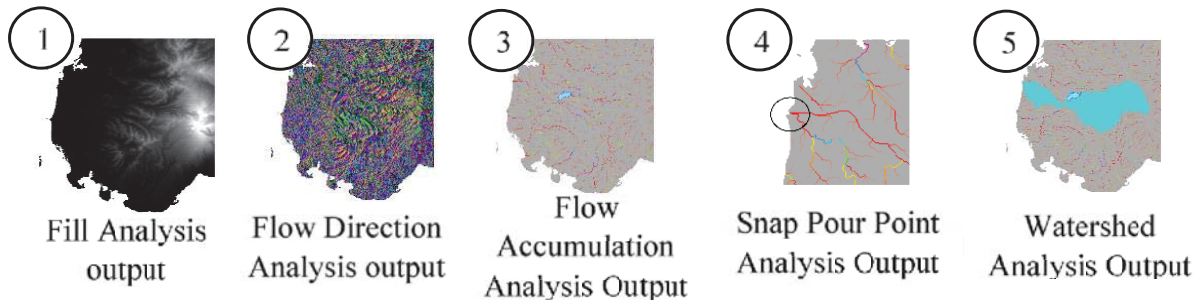 1
Fill Analysis
output
2
Flow Direction
Analysis output
3
Flow
Accumulation
Analysis Output
4
Snap Pour Point
Analysis Output
5
Watershed
Analysis Output